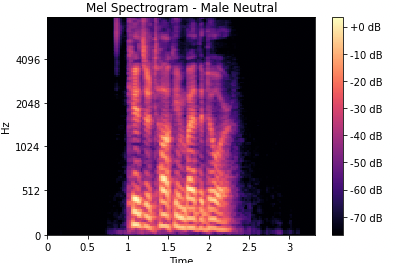 Mel Spectrogram - Male Neutral
+0 dB
4096
-10 dB
-20 dB
2048
-30 dB
Hz
1024
-40 dB
-50 dB
512
-60 dB
-70 dB
0
0 0.5 1 1.5 2 2.5 3
Time